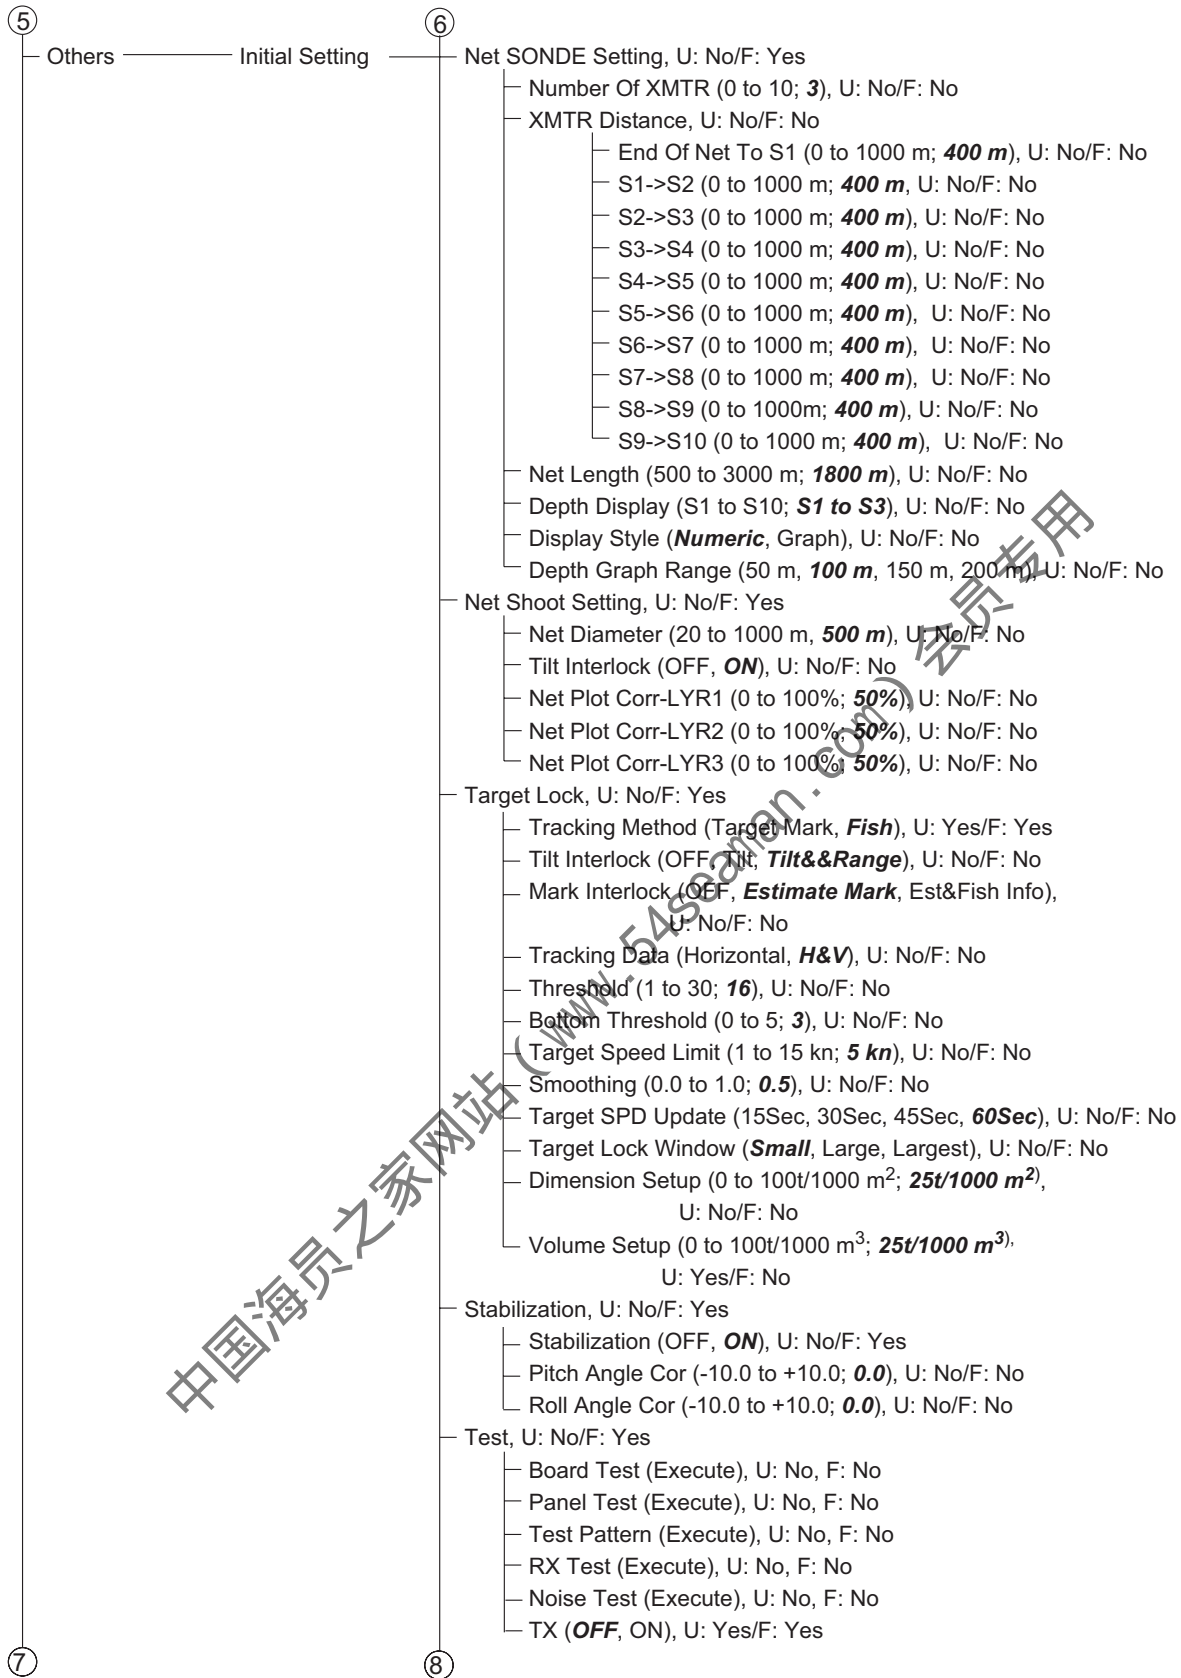 5 6
Others Initial Setting Net SONDE Setting, U: No/F: Yes
Number Of XMTR (0 to 10; 3), U: No/F: No
XMTR Distance, U: No/F: No
End Of Net To S1 (0 to 1000 m; 400 m), U: No/F: No
S1->S2 (0 to 1000 m; 400 m, U: No/F: No
S2->S3 (0 to 1000 m; 400 m), U: No/F: No
S3->S4 (0 to 1000 m; 400 m), U: No/F: No
S4->S5 (0 to 1000 m; 400 m), U: No/F: No
S5->S6 (0 to 1000 m; 400 m), U: No/F: No
S6->S7 (0 to 1000 m; 400 m), U: No/F: No
S7->S8 (0 to 1000 m; 400 m), U: No/F: No
S8->S9 (0 to 1000m; 400 m), U: No/F: No
S9->S10 (0 to 1000 m; 400 m), U: No/F: No
Net Length (500 to 3000 m; 1800 m), U: No/F: No
Depth Display (S1 to S10; S1 to S3), U: No/F: No
Display Style (Numeric, Graph), U: No/F: No
Depth Graph Range (50 m, 100 m, 150 m, 200 m), U: No/F: No
Net Shoot Setting, U: No/F: Yes
Net Diameter (20 to 1000 m, 500 m), U: No/F: No
Tilt Interlock (OFF, ON), U: No/F: No
Net Plot Corr-LYR1 (0 to 100%; 50%), U: No/F: No
Net Plot Corr-LYR2 (0 to 100%; 50%), U: No/F: No
Net Plot Corr-LYR3 (0 to 100%; 50%), U: No/F: No
Target Lock, U: No/F: Yes
Tracking Method (Target Mark, Fish), U: Yes/F: Yes
Tilt Interlock (OFF, Tilt, Tilt&&Range), U: No/F: No
Mark Interlock (OFF, Estimate Mark, Est&Fish Info),
U: No/F: No
Tracking Data (Horizontal, H&V), U: No/F: No
Threshold (1 to 30; 16), U: No/F: No
Bottom Threshold (0 to 5; 3), U: No/F: No
Target Speed Limit (1 to 15 kn; 5 kn), U: No/F: No
Smoothing (0.0 to 1.0; 0.5), U: No/F: No
Target SPD Update (15Sec, 30Sec, 45Sec, 60Sec), U: No/F: No
Target Lock Window (Small, Large, Largest), U: No/F: No
Dimension Setup (0 to 100t/1000 m²; 25t/1000 m²),
U: No/F: No
Volume Setup (0 to 100t/1000 m³; 25t/1000 m³),
U: Yes/F: No
Stabilization, U: No/F: Yes
Stabilization (OFF, ON), U: No/F: Yes
Pitch Angle Cor (-10.0 to +10.0; 0.0), U: No/F: No
Roll Angle Cor (-10.0 to +10.0; 0.0), U: No/F: No
Test, U: No/F: Yes
Board Test (Execute), U: No, F: No
Panel Test (Execute), U: No, F: No
Test Pattern (Execute), U: No, F: No
RX Test (Execute), U: No, F: No
Noise Test (Execute), U: No, F: No
TX (OFF, ON), U: Yes/F: Yes
7 8
中国海员之家网站(www.54seaman.com)会员专用